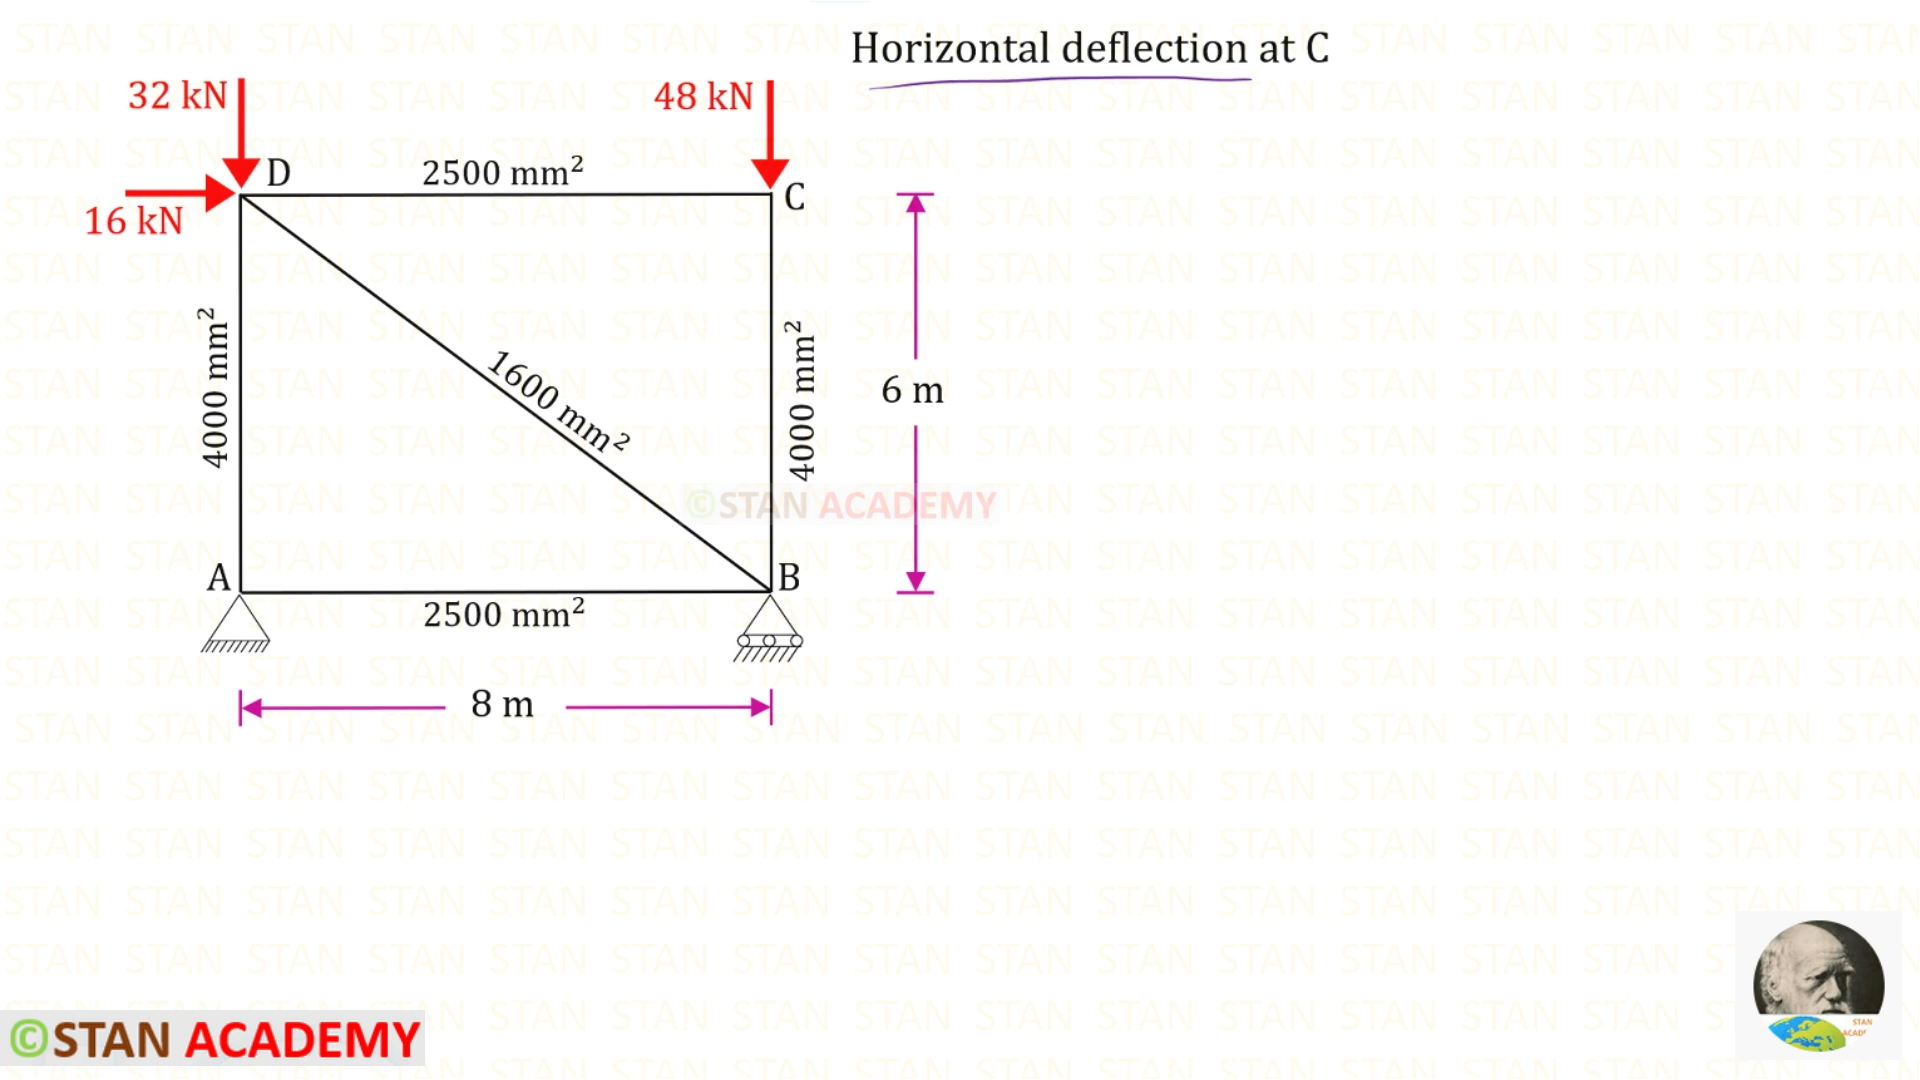 Horizontal deflection at C
32 kN
48 kN
D
2500 mm²
C
16 kN
4000 mm²
1600 mm²
4000 mm²
6 m
©STAN ACADEMY
A
B
2500 mm²
8 m
©STAN ACADEMY
STAN